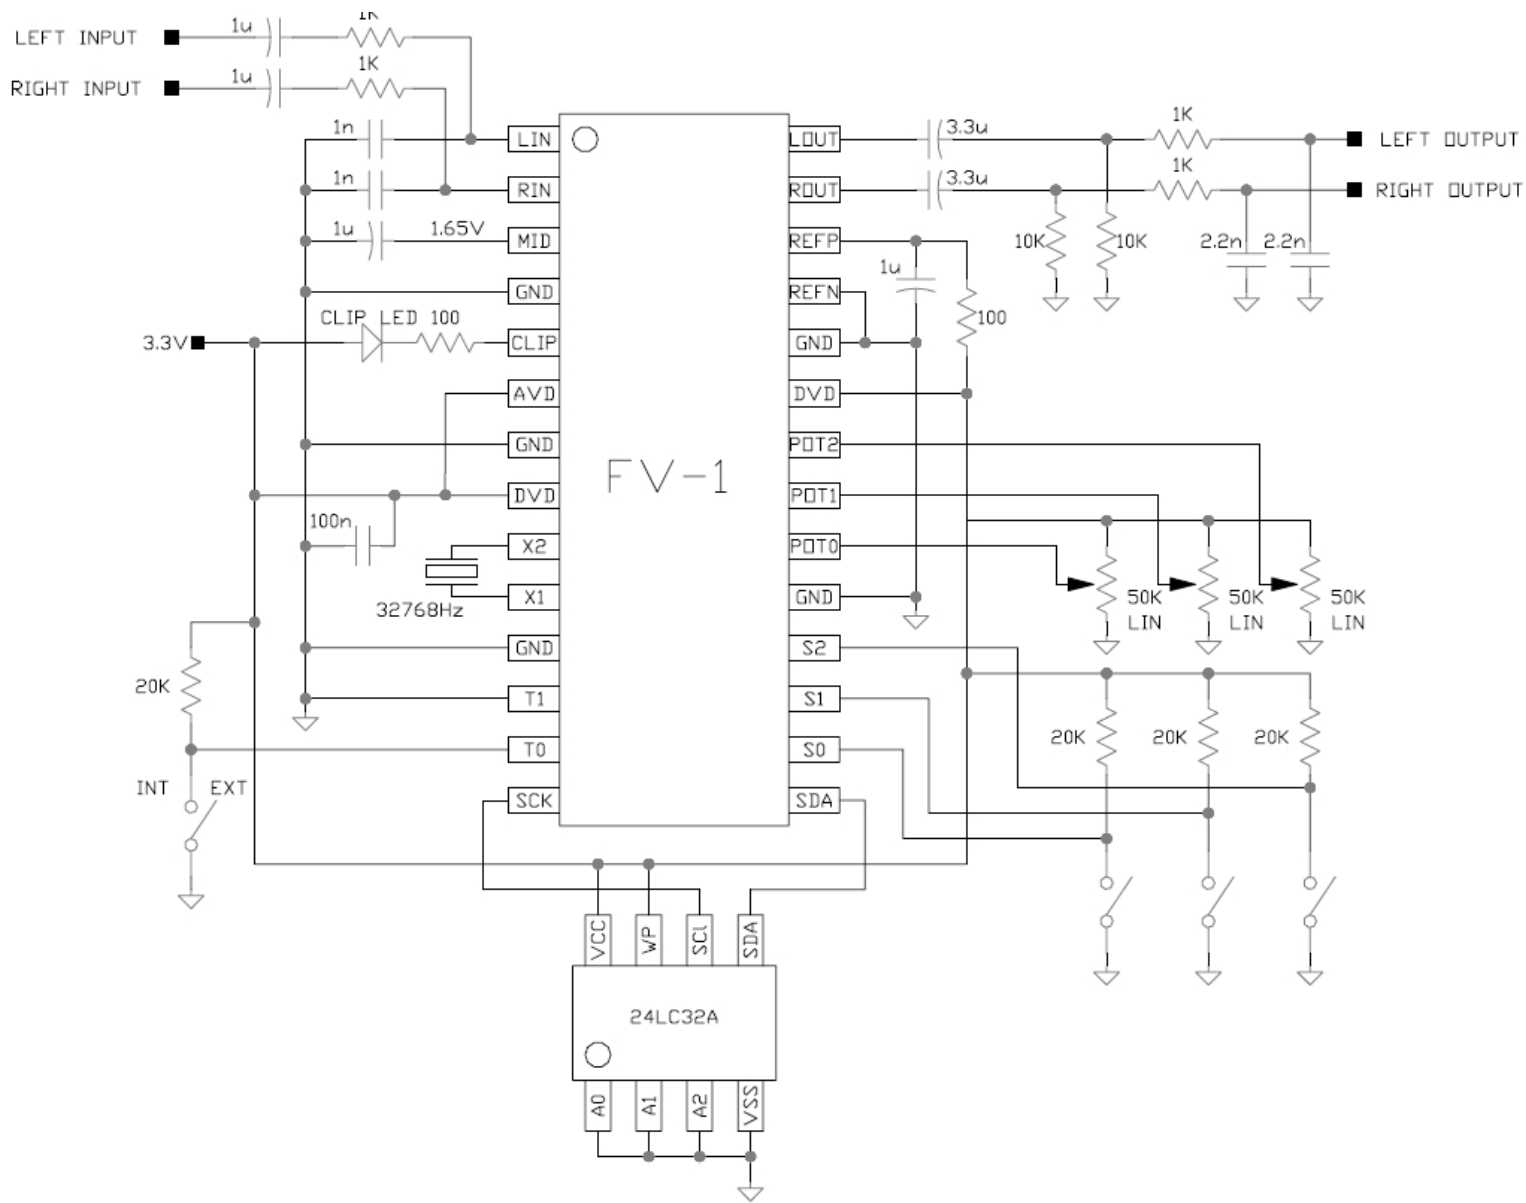 LEFT INPUT
1u
1K
RIGHT INPUT
1u
1K
1n
LIN
1n
RIN
1u
1.65V
MID
GND
3.3V
CLIP LED
100
CLIP
AVD
GND
DVD
100n
X2
X1
32768Hz
GND
T1
20K
T0
INT
EXT
SCK
FV-1
LOUT
3.3u
1K
LEFT OUTPUT
ROUT
3.3u
1K
RIGHT OUTPUT
REFP
10K
10K
2.2n
2.2n
1u
REFN
100
GND
DVD
POT2
POT1
POT0
50K
LIN
50K
LIN
50K
LIN
GND
S2
S1
S0
20K
20K
20K
SDA
VCC
WP
SCl
SDA
24LC32A
A0
A1
A2
VSS